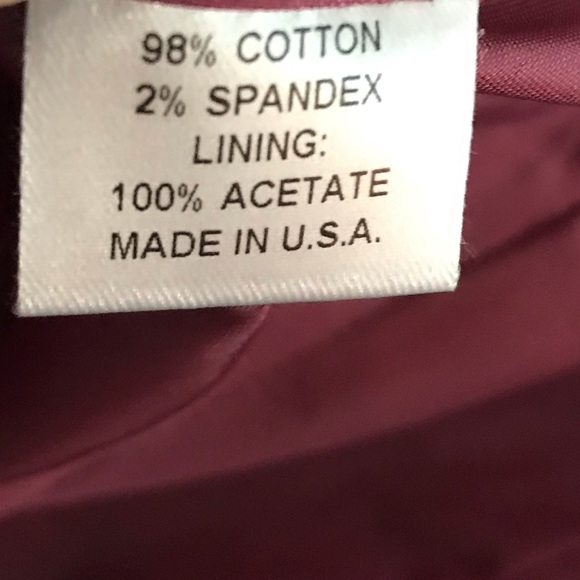 98% COTTON
2% SPANDEX
LINING:
100% ACETATE
MADE IN U.S.A.